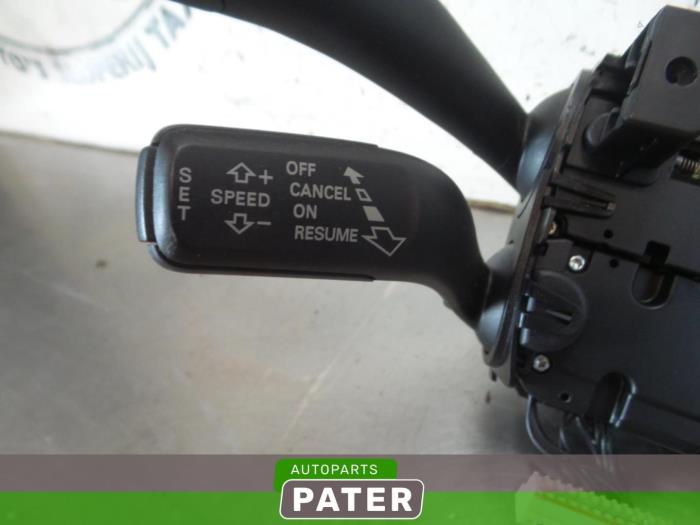 SET
SPEED +
-
OFF
CANCEL
ON
RESUME
AUTOPARTS
PATER